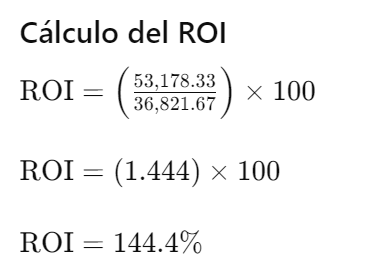 Cálculo del ROI
ROI = (53,178.33 / 36,821.67) × 100
ROI = (1.444) × 100
ROI = 144.4%